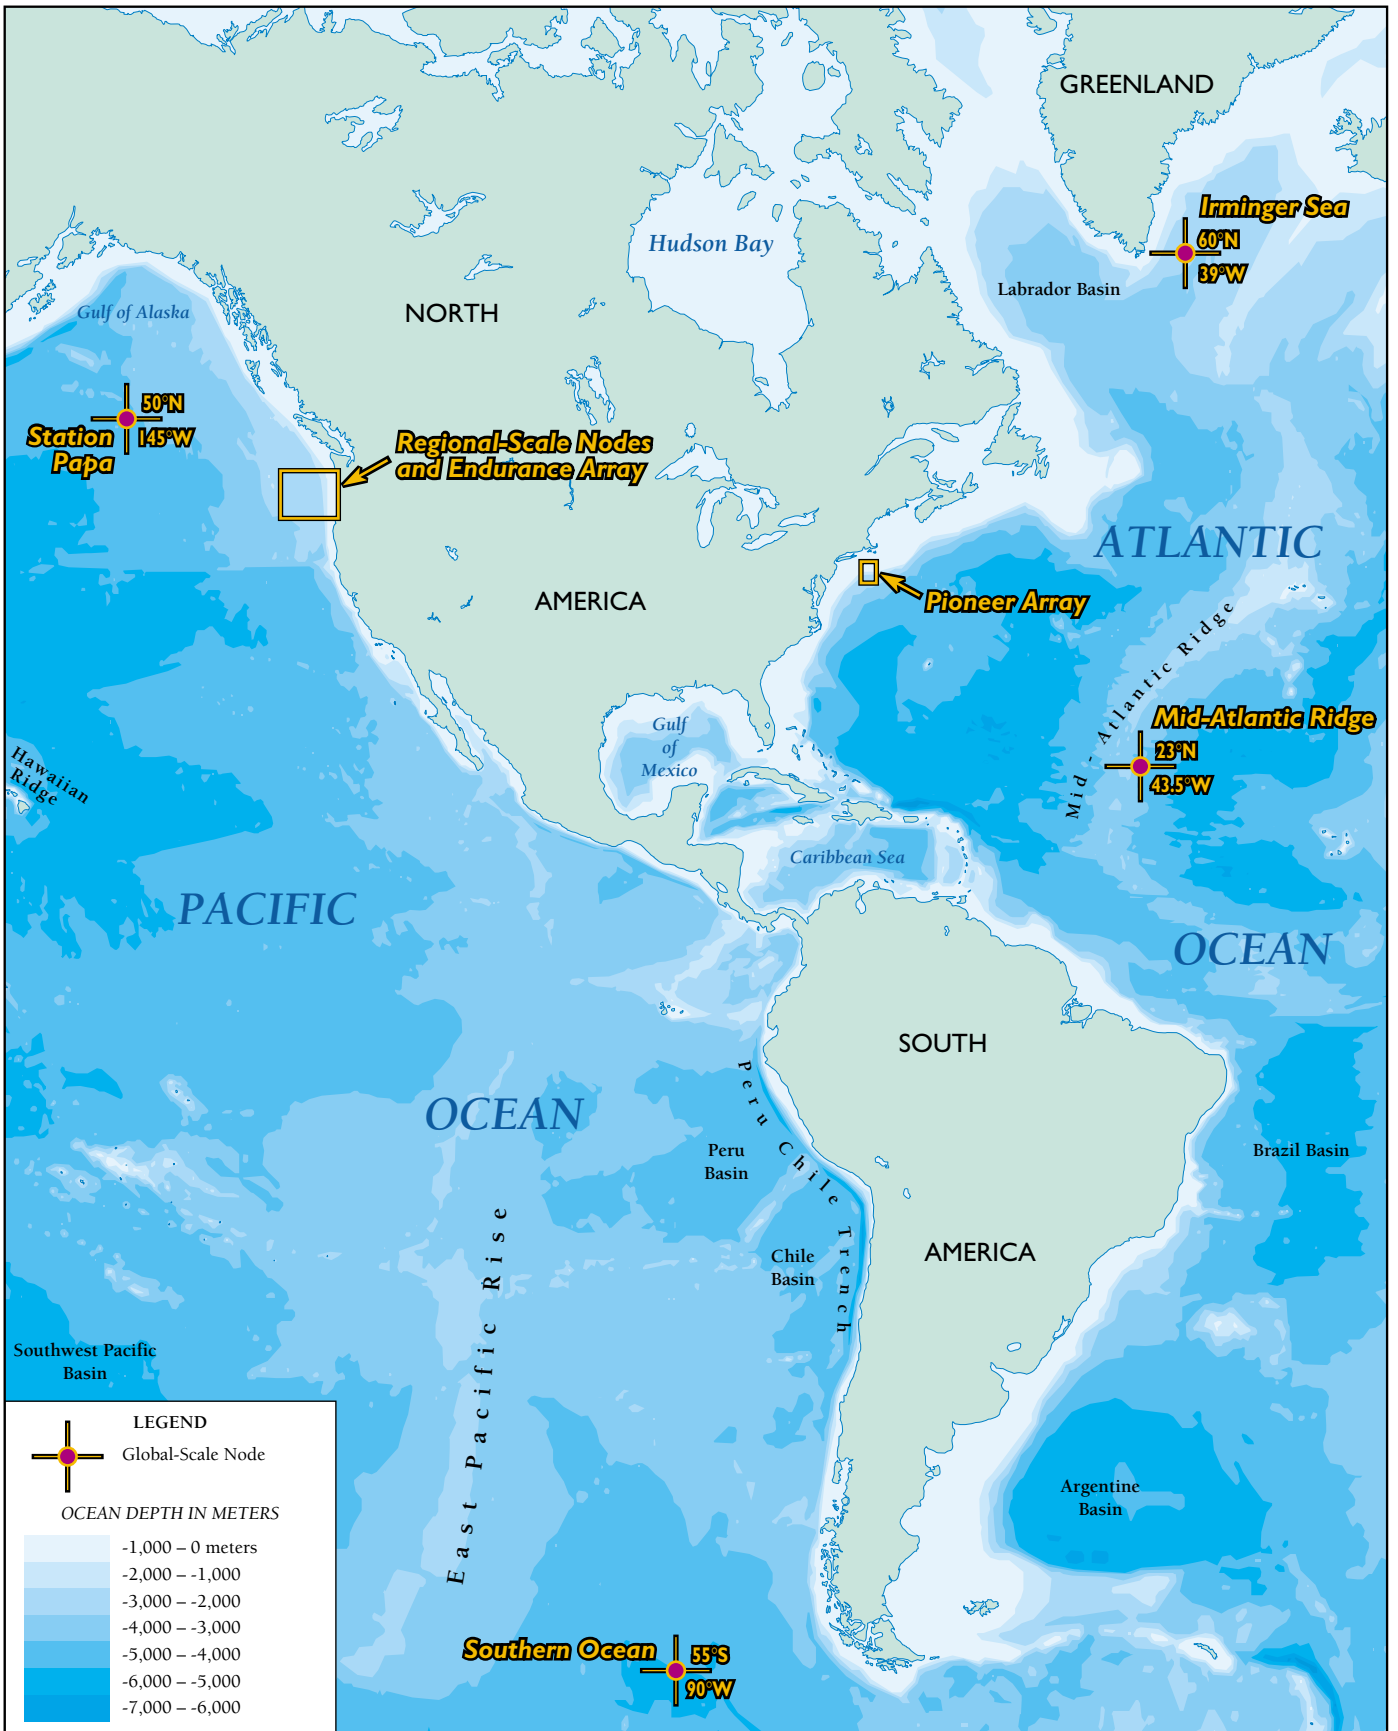 GREENLAND
Irminger Sea
60°N
39°W
Hudson Bay
Labrador Basin
Gulf of Alaska
NORTH
50°N
145°W
Station
Papa
Regional-Scale Nodes
and Endurance Array
ATLANTIC
AMERICA
Pioneer Array
Mid - Atlantic Ridge
Mid-Atlantic Ridge
23°N
43.5°W
Gulf
of
Mexico
Hawaiian
Ridge
Caribbean Sea
PACIFIC
OCEAN
SOUTH
OCEAN
Peru Chile Trench
Peru
Basin
Brazil Basin
East Pacific Rise
AMERICA
Chile
Basin
Southwest Pacific
Basin
Argentine
Basin
Southern Ocean
55°S
90°W
LEGEND
Global-Scale Node
OCEAN DEPTH IN METERS
-1,000 – 0 meters
-2,000 – -1,000
-3,000 – -2,000
-4,000 – -3,000
-5,000 – -4,000
-6,000 – -5,000
-7,000 – -6,000